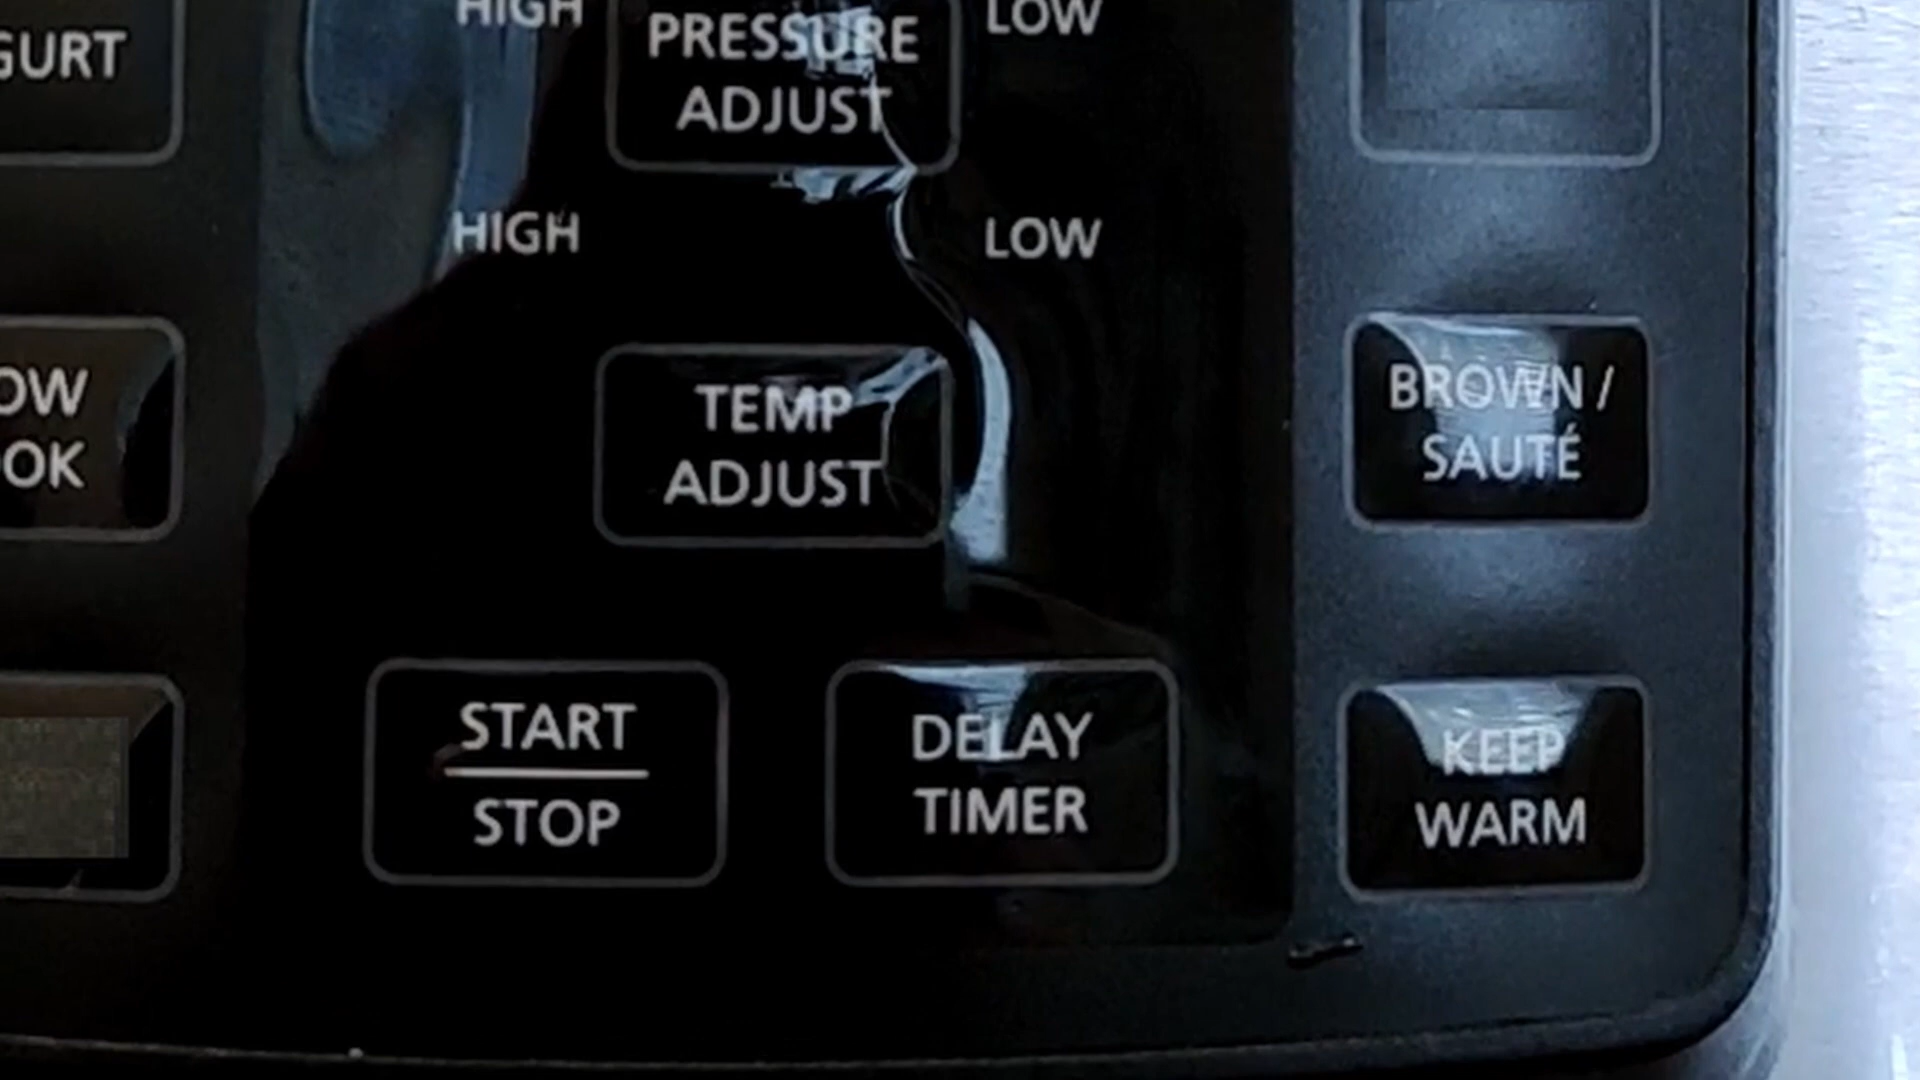 HIGH
PRESSURE
ADJUST
LOW
GURT
HIGH
LOW
OW
OK
TEMP
ADJUST
BROWN /
SAUTÉ
START
STOP
DELAY
TIMER
KEEP
WARM